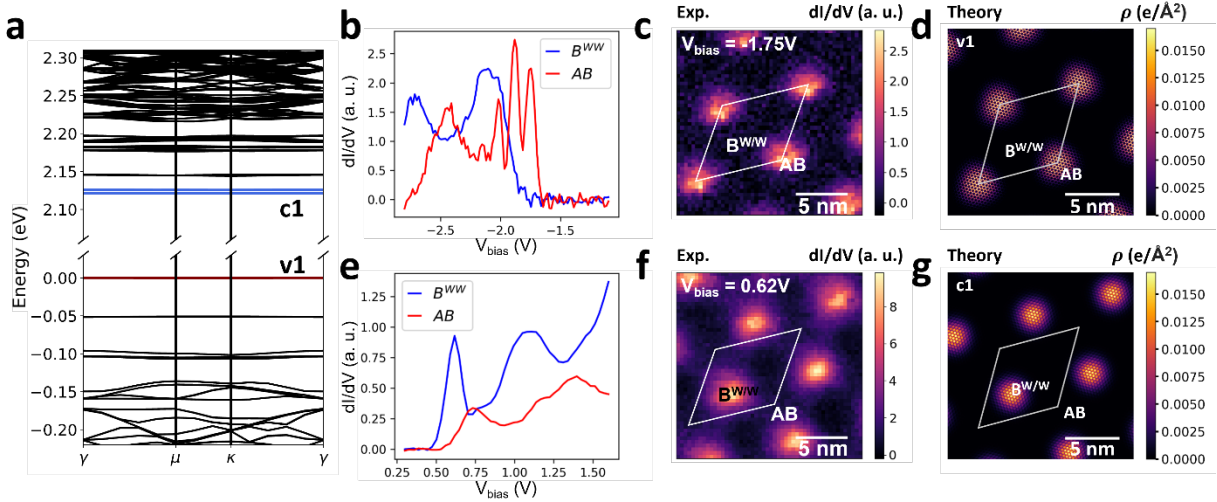 a
2.30
2.25
2.20
2.15
2.10
c1
v1
0.00
−0.05
−0.10
−0.15
−0.20
Energy (eV)
γ μ κ γ
b
B^WW
AB
2.5
2.0
1.5
1.0
0.5
0.0
dI/dV (a. u.)
−2.5 −2.0 −1.5
V_bias (V)
c
Exp. dI/dV (a. u.)
V_bias = -1.75V
B^W/W
AB
5 nm
2.5
2.0
1.5
1.0
0.5
0.0
d
Theory ρ (e/Å²)
v1
B^W/W
AB
5 nm
0.0150
0.0125
0.0100
0.0075
0.0050
0.0025
0.0000
e
B^WW
AB
1.25
1.00
0.75
0.50
0.25
0.00
dI/dV (a. u.)
0.25 0.50 0.75 1.00 1.25 1.50
V_bias (V)
f
Exp. dI/dV (a. u.)
V_bias = 0.62V
B^W/W
AB
5 nm
8
6
4
2
0
g
Theory ρ (e/Å²)
c1
B^W/W
AB
5 nm
0.0150
0.0125
0.0100
0.0075
0.0050
0.0025
0.0000